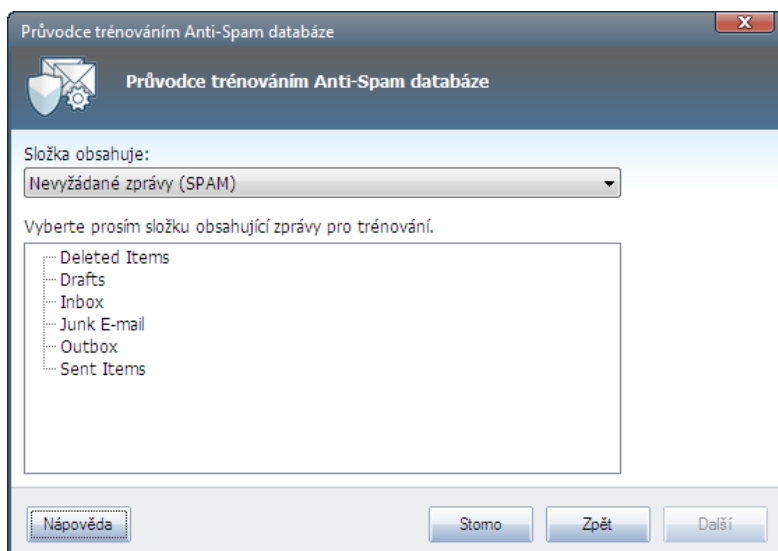 Průvodce trénováním Anti-Spam databáze
Průvodce trénováním Anti-Spam databáze
Složka obsahuje:
Nevyžádané zprávy (SPAM)
Vyberte prosím složku obsahující zprávy pro trénování.
Deleted Items
Drafts
Inbox
Junk E-mail
Outbox
Sent Items
Nápověda Storno Zpět Další